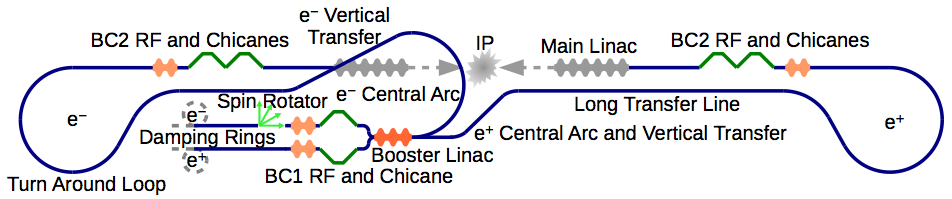 e⁻ Vertical
Transfer
BC2 RF and Chicanes
IP
Main Linac
BC2 RF and Chicanes
e⁻ Central Arc
Spin Rotator
e⁻
Long Transfer Line
e⁻
e⁺
Damping Rings
e⁺ Central Arc and Vertical Transfer
e⁺
Booster Linac
BC1 RF and Chicane
Turn Around Loop